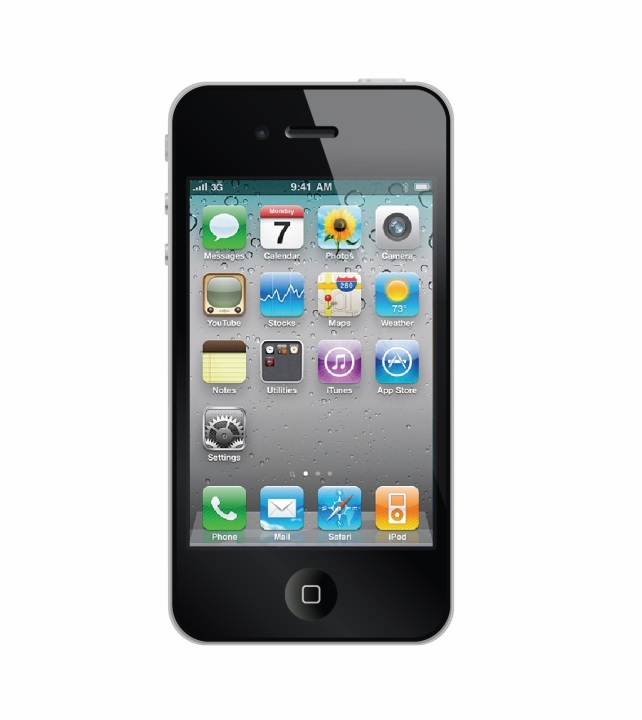 3G 9:41 AM
Monday
7
Messages Calendar Photos Camera
280
73°
YouTube Stocks Maps Weather
Notes Utilities iTunes App Store
Settings
Phone Mail Safari iPod